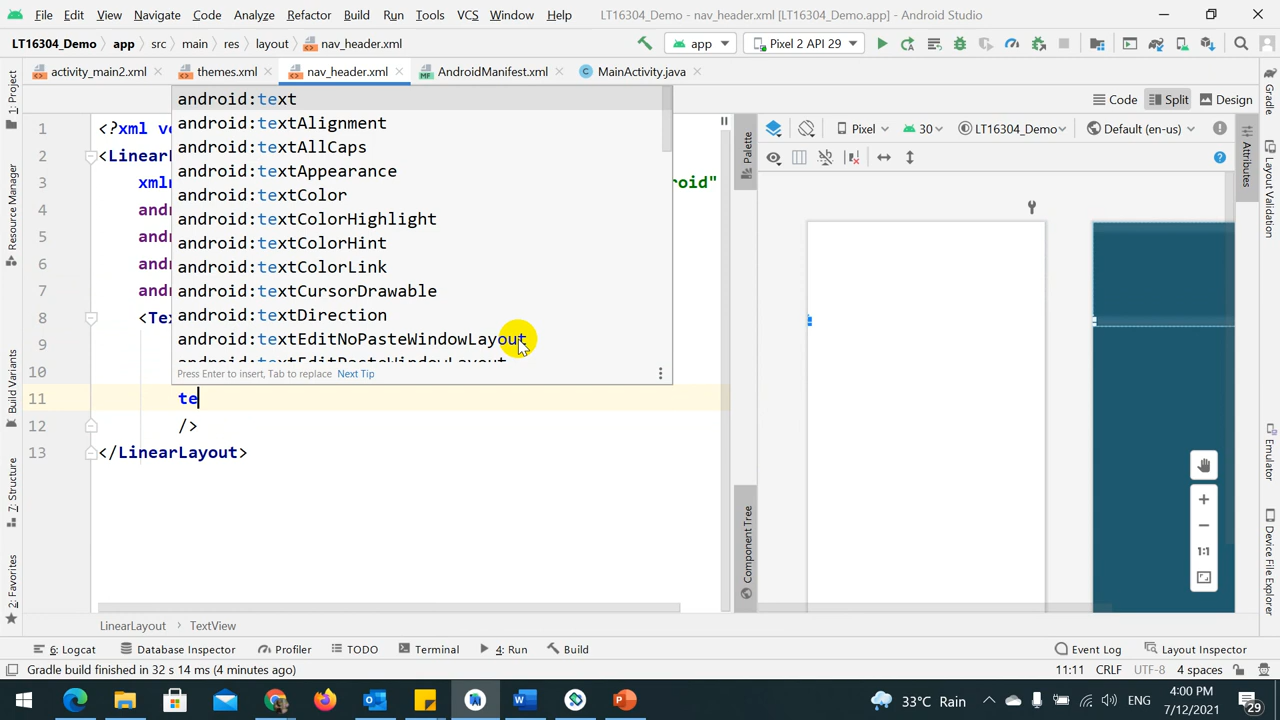 File Edit View Navigate Code Analyze Refactor Build Run Tools VCS Window Help LT16304_Demo - nav_header.xml [LT16304_Demo.app] - Android Studio
LT16304_Demo app src main res layout nav_header.xml app Pixel 2 API 29
activity_main2.xml themes.xml nav_header.xml AndroidManifest.xml MainActivity.java
Code Split Design
1: Project
Resource Manager
Build Variants
7: Structure
2: Favorites
android:text
android:textAlignment
android:textAllCaps
android:textAppearance
android:textColor
android:textColorHighlight
android:textColorHint
android:textColorLink
android:textCursorDrawable
android:textDirection
android:textEditNoPasteWindowLayout
android:textEditPasteWindowLayout
Press Enter to insert, Tab to replace Next Tip
1 <?xml ve
2 <LinearL
3 xmln roid"
4 andr
5 andr
6 andr
7 andr
8 <Tex
9
10
11 te
12 />
13 </LinearLayout>
Palette
Component Tree
Pixel 30 LT16304_Demo Default (en-us)
1:1
Attributes
Gradle
Layout Validation
Emulator
Device File Explorer
LinearLayout TextView
6: Logcat Database Inspector Profiler TODO Terminal 4: Run Build Event Log Layout Inspector
Gradle build finished in 32 s 14 ms (4 minutes ago) 11:11 CRLF UTF-8 4 spaces
33°C Rain ENG 4:00 PM
7/12/2021
29